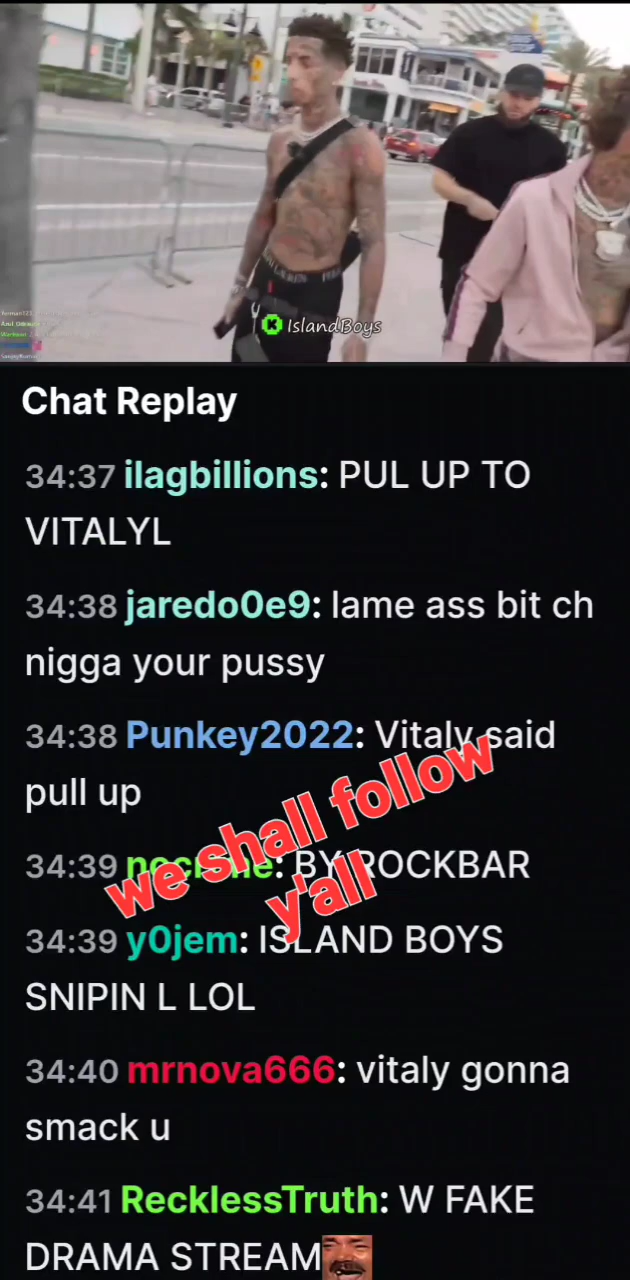 IslandBoys
Chat Replay
34:37 ilagbillions: PUL UP TO
VITALYL
34:38 jaredo0e9: lame ass bit ch
nigga your pussy
34:38 Punkey2022: Vitaly said
pull up
we shall follow
y'all
34:39 BY ROCKBAR
34:39 y0jem: ISLAND BOYS
SNIPIN L LOL
34:40 mrnova666: vitaly gonna
smack u
34:41 RecklessTruth: W FAKE
DRAMA STREAM